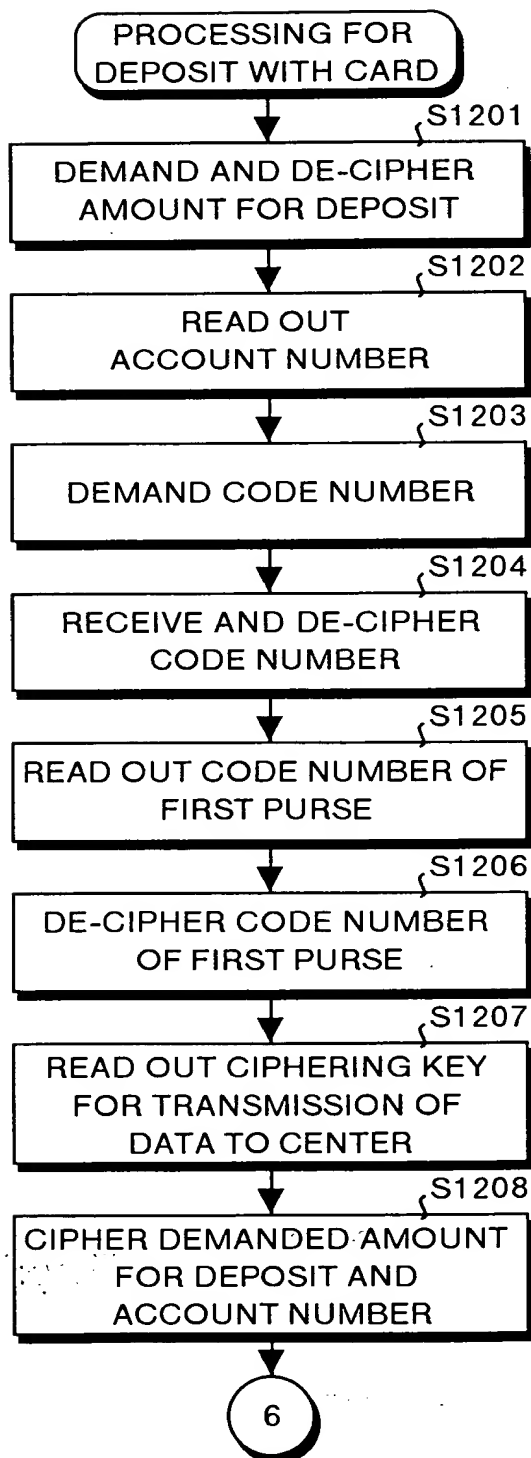 PROCESSING FOR
DEPOSIT WITH CARD
S1201
DEMAND AND DE-CIPHER
AMOUNT FOR DEPOSIT
S1202
READ OUT
ACCOUNT NUMBER
S1203
DEMAND CODE NUMBER
S1204
RECEIVE AND DE-CIPHER
CODE NUMBER
S1205
READ OUT CODE NUMBER OF
FIRST PURSE
S1206
DE-CIPHER CODE NUMBER
OF FIRST PURSE
S1207
READ OUT CIPHERING KEY
FOR TRANSMISSION OF
DATA TO CENTER
S1208
CIPHER DEMANDED AMOUNT
FOR DEPOSIT AND
ACCOUNT NUMBER
6